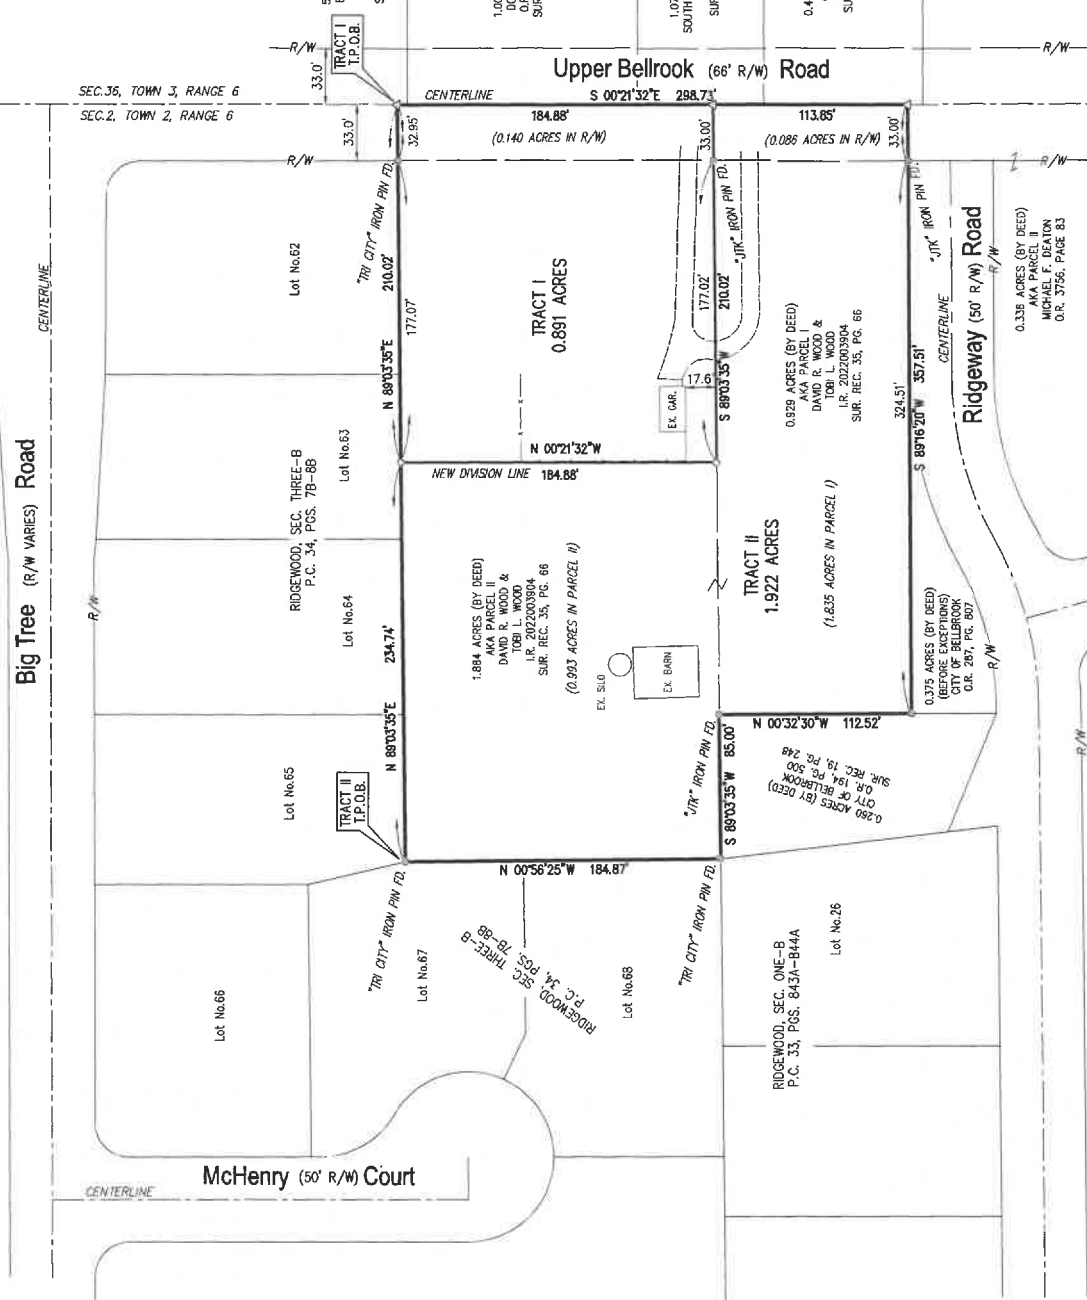 R/W
33.0'
TRACT I
T.P.O.B.
Upper Bellrook (66' R/W) Road
R/W
SEC.36, TOWN 3, RANGE 6
SEC.2, TOWN 2, RANGE 6
CENTERLINE
S 00°21'32"E 298.73'
184.88'
(0.140 ACRES IN R/W)
113.85'
(0.086 ACRES IN R/W)
33.0'
32.95'
33.00'
33.00'
R/W
R/W
"TRI CITY" IRON PIN FD.
"JTK" IRON PIN FD.
"JTK" IRON PIN FD.
CENTERLINE
Lot No.62
N 89°03'35"E
210.02'
177.07'
TRACT I
0.891 ACRES
177.02'
210.02'
S 89°03'35"W
17.6'
EX. GAR.
0.929 ACRES (BY DEED)
AKA PARCEL I
DAVID R. WOOD &
TOBI L. WOOD
I.R. 2022003904
SUR. REC. 35, PG. 66
324.51'
S 89°16'20"W 357.51'
CENTERLINE
Ridgeway (50' R/W) Road
R/W
0.338 ACRES (BY DEED)
AKA PARCEL II
MICHAEL F. DEATON
O.R. 3756, PAGE 83
Big Tree (R/W VARIES) Road
R/W
Lot No.63
RIDGEWOOD, SEC. THREE-B
P.C. 34, PGS. 7B-8B
Lot No.64
N 00°21'32"W
NEW DIVISION LINE 184.88'
1.884 ACRES (BY DEED)
AKA PARCEL II
DAVID R. WOOD &
TOBI L. WOOD
I.R. 2022003904
SUR. REC. 35, PG. 66
(0.993 ACRES IN PARCEL II)
TRACT II
1.922 ACRES
(1.835 ACRES IN PARCEL I)
EX. SILO
EX. BARN
N 89°03'35"E
234.74'
Lot No.65
TRACT II
T.P.O.B.
"JTK" IRON PIN FD.
S 89°03'35"W 85.00'
N 00°32'30"W 112.52'
0.375 ACRES (BY DEED)
(BEFORE EXCEPTIONS)
CITY OF BELLBROOK
O.R. 287, PG. 807
R/W
0.260 ACRES (BY DEED)
CITY OF BELLBROOK
O.R. 194, PG. 500
SUR. REC. 19, PG. 248
R/W
N 00°56'25"W 184.87'
"TRI CITY" IRON PIN FD.
"TRI CITY" IRON PIN FD.
Lot No.66
Lot No.67
RIDGEWOOD, SEC. THREE-B
P.C. 34, PGS. 7B-8B
Lot No.68
Lot No.26
RIDGEWOOD, SEC. ONE-B
P.C. 33, PGS. 843A-844A
McHenry (50' R/W) Court
CENTERLINE